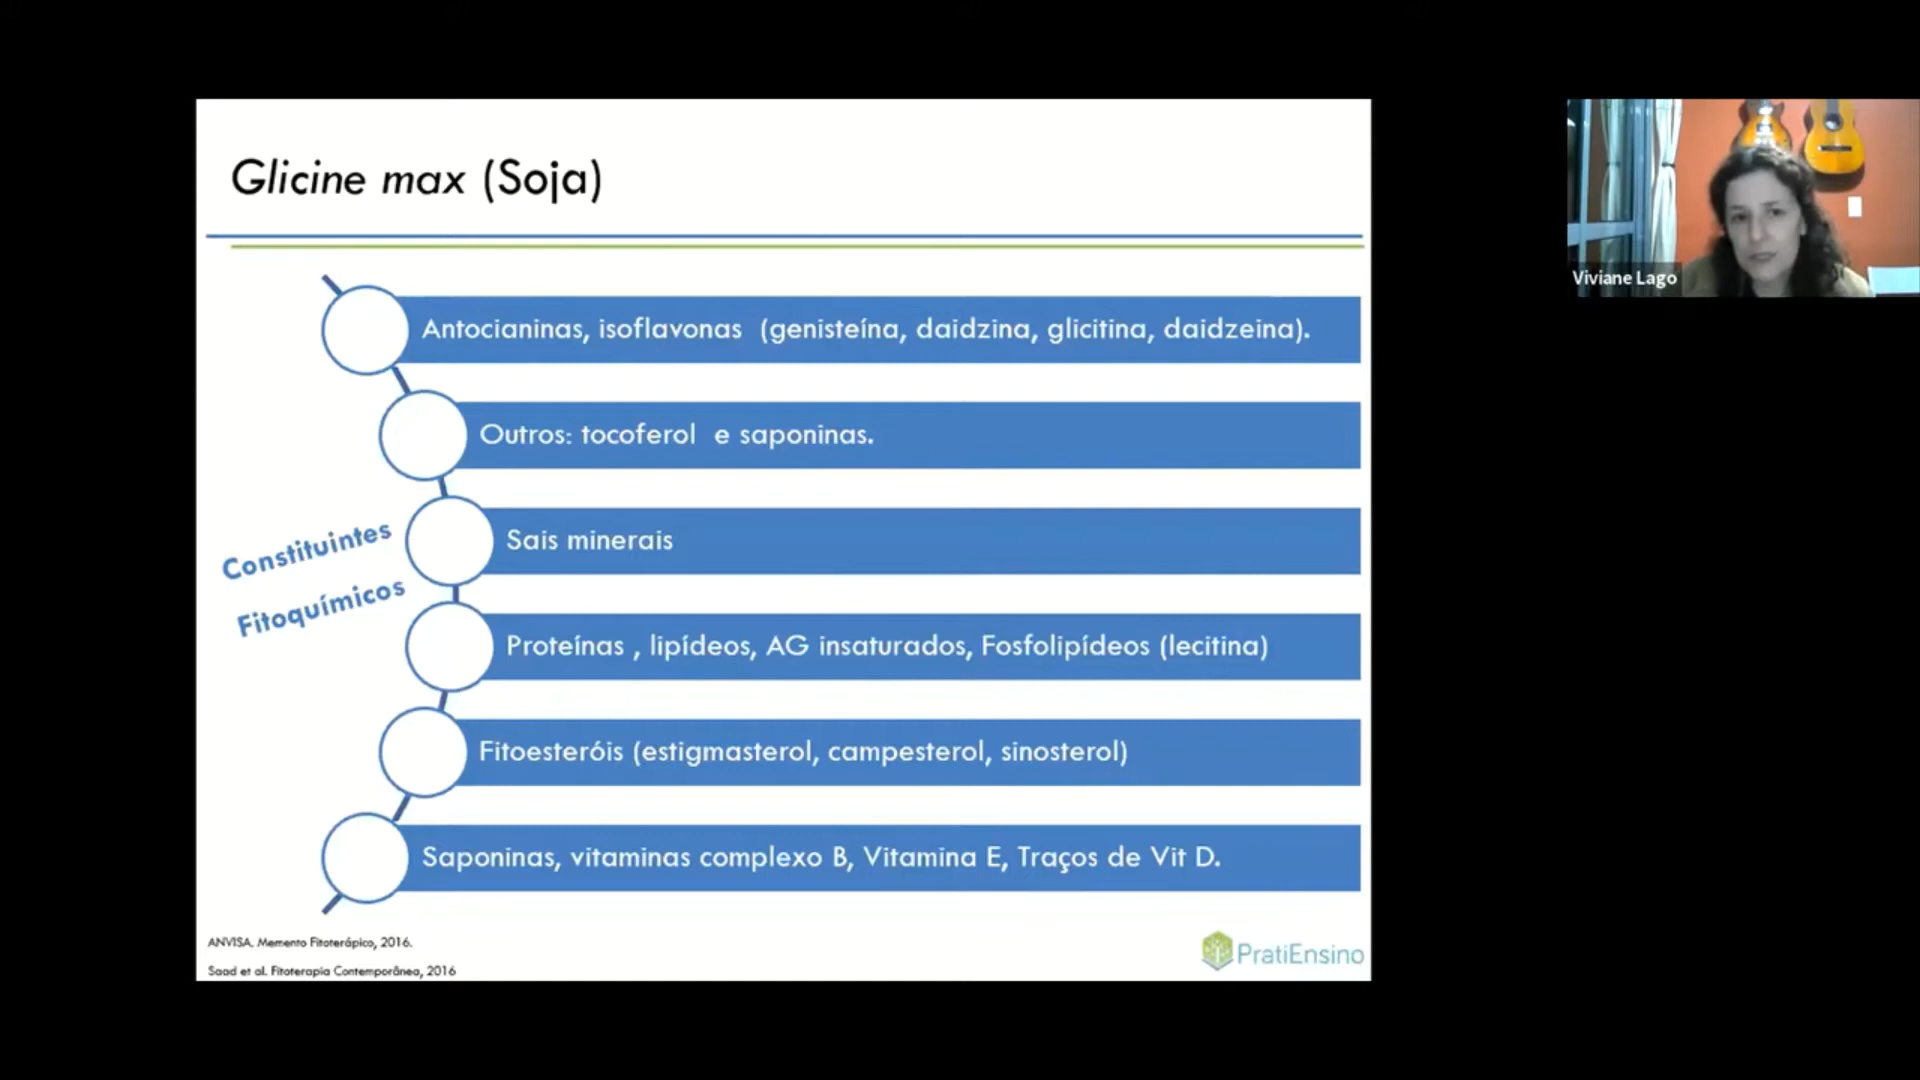 Glicine max (Soja)
Antocianinas, isoflavonas (genisteína, daidzina, glicitina, daidzeina).
Outros: tocoferol e saponinas.
Sais minerais
Proteínas , lipídeos, AG insaturados, Fosfolipídeos (lecitina)
Fitoesteróis (estigmasterol, campesterol, sinosterol)
Saponinas, vitaminas complexo B, Vitamina E, Traços de Vit D.
Constituintes
Fitoquímicos
ANVISA. Memento Fitoterápico, 2016.
Saad et al. Fitoterapia Contemporânea, 2016
PratiEnsino
Viviane Lago